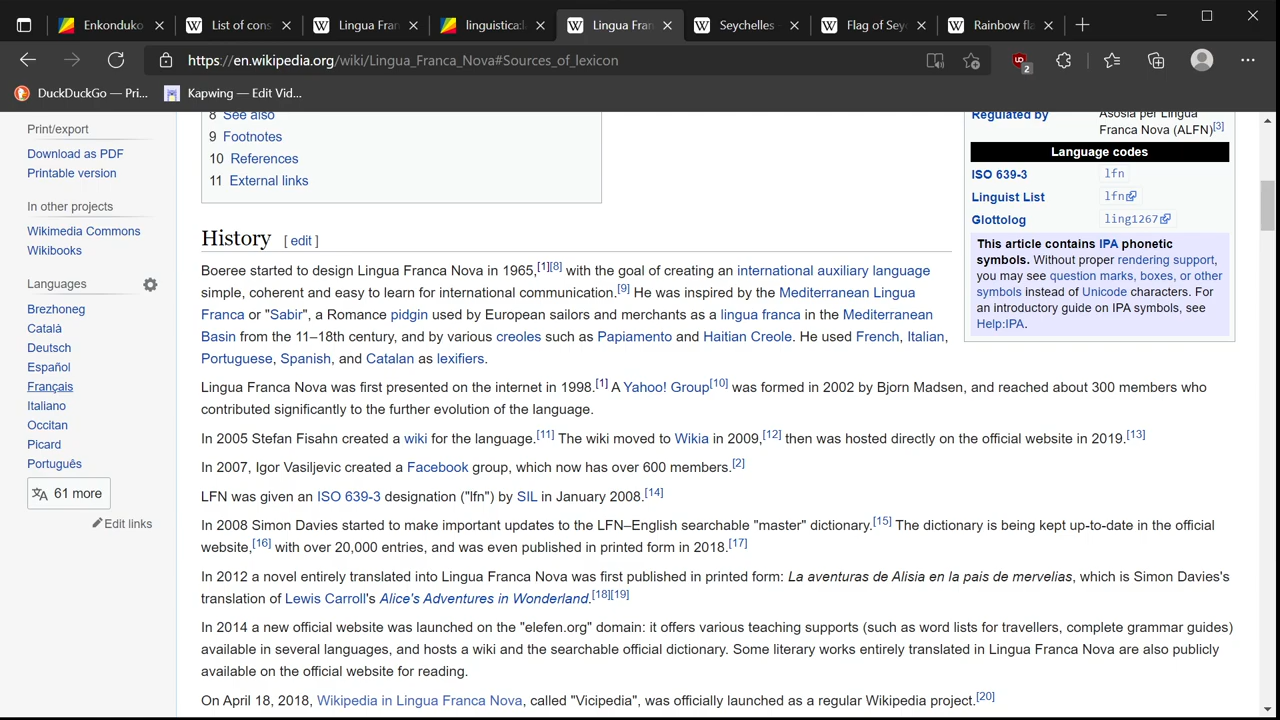 Enkonduko
List of cons
Lingua Fran
linguistica:l
Lingua Fran
Seychelles -
Flag of Sey
Rainbow fla
https://en.wikipedia.org/wiki/Lingua_Franca_Nova#Sources_of_lexicon
2
DuckDuckGo — Pri...
Kapwing — Edit Vid...
Print/export
Download as PDF
Printable version
In other projects
Wikimedia Commons
Wikibooks
Languages
Brezhoneg
Català
Deutsch
Español
Français
Italiano
Occitan
Picard
Português
61 more
Edit links
8 See also
9 Footnotes
10 References
11 External links
History [ edit ]
Boeree started to design Lingua Franca Nova in 1965,[1][8] with the goal of creating an international auxiliary language
simple, coherent and easy to learn for international communication.[9] He was inspired by the Mediterranean Lingua
Franca or "Sabir", a Romance pidgin used by European sailors and merchants as a lingua franca in the Mediterranean
Basin from the 11–18th century, and by various creoles such as Papiamento and Haitian Creole. He used French, Italian,
Portuguese, Spanish, and Catalan as lexifiers.
Lingua Franca Nova was first presented on the internet in 1998.[1] A Yahoo! Group[10] was formed in 2002 by Bjorn Madsen, and reached about 300 members who
contributed significantly to the further evolution of the language.
In 2005 Stefan Fisahn created a wiki for the language.[11] The wiki moved to Wikia in 2009,[12] then was hosted directly on the official website in 2019.[13]
In 2007, Igor Vasiljevic created a Facebook group, which now has over 600 members.[2]
LFN was given an ISO 639-3 designation ("lfn") by SIL in January 2008.[14]
In 2008 Simon Davies started to make important updates to the LFN–English searchable "master" dictionary.[15] The dictionary is being kept up-to-date in the official
website,[16] with over 20,000 entries, and was even published in printed form in 2018.[17]
In 2012 a novel entirely translated into Lingua Franca Nova was first published in printed form: La aventuras de Alisia en la pais de mervelias, which is Simon Davies's
translation of Lewis Carroll's Alice's Adventures in Wonderland.[18][19]
In 2014 a new official website was launched on the "elefen.org" domain: it offers various teaching supports (such as word lists for travellers, complete grammar guides)
available in several languages, and hosts a wiki and the searchable official dictionary. Some literary works entirely translated in Lingua Franca Nova are also publicly
available on the official website for reading.
On April 18, 2018, Wikipedia in Lingua Franca Nova, called "Vicipedia", was officially launched as a regular Wikipedia project.[20]
Regulated by Asosia per Lingua
Franca Nova (ALFN)[3]
Language codes
ISO 639-3 lfn
Linguist List lfn
Glottolog ling1267
This article contains IPA phonetic
symbols. Without proper rendering support,
you may see question marks, boxes, or other
symbols instead of Unicode characters. For
an introductory guide on IPA symbols, see
Help:IPA.